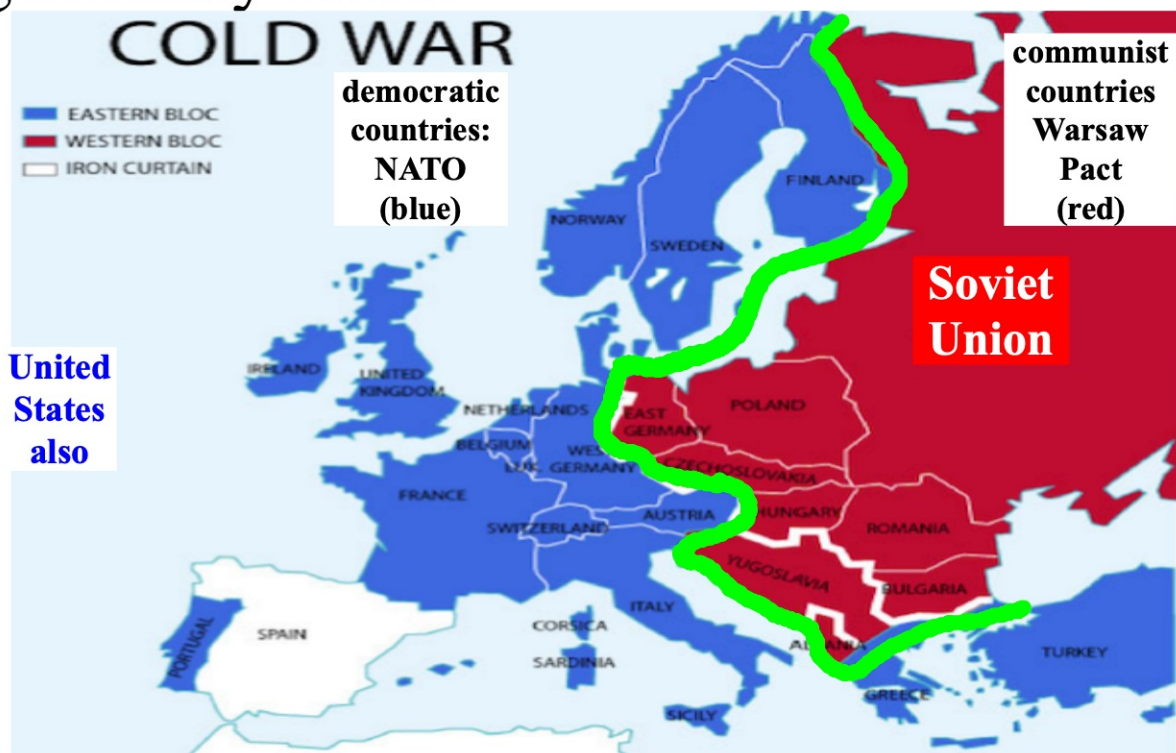 COLD WAR
EASTERN BLOC
WESTERN BLOC
IRON CURTAIN
democratic
countries:
NATO
(blue)
communist
countries
Warsaw
Pact
(red)
Soviet
Union
United
States
also
FINLAND
NORWAY
SWEDEN
IRELAND
UNITED
KINGDOM
NETHERLANDS
BELGIUM
LUX.
WEST
GERMANY
EAST
GERMANY
POLAND
CZECHOSLOVAKIA
FRANCE
SWITZERLAND
AUSTRIA
HUNGARY
ROMANIA
YUGOSLAVIA
BULGARIA
ITALY
CORSICA
SARDINIA
SPAIN
PORTUGAL
ALBANIA
TURKEY
GREECE
SICILY